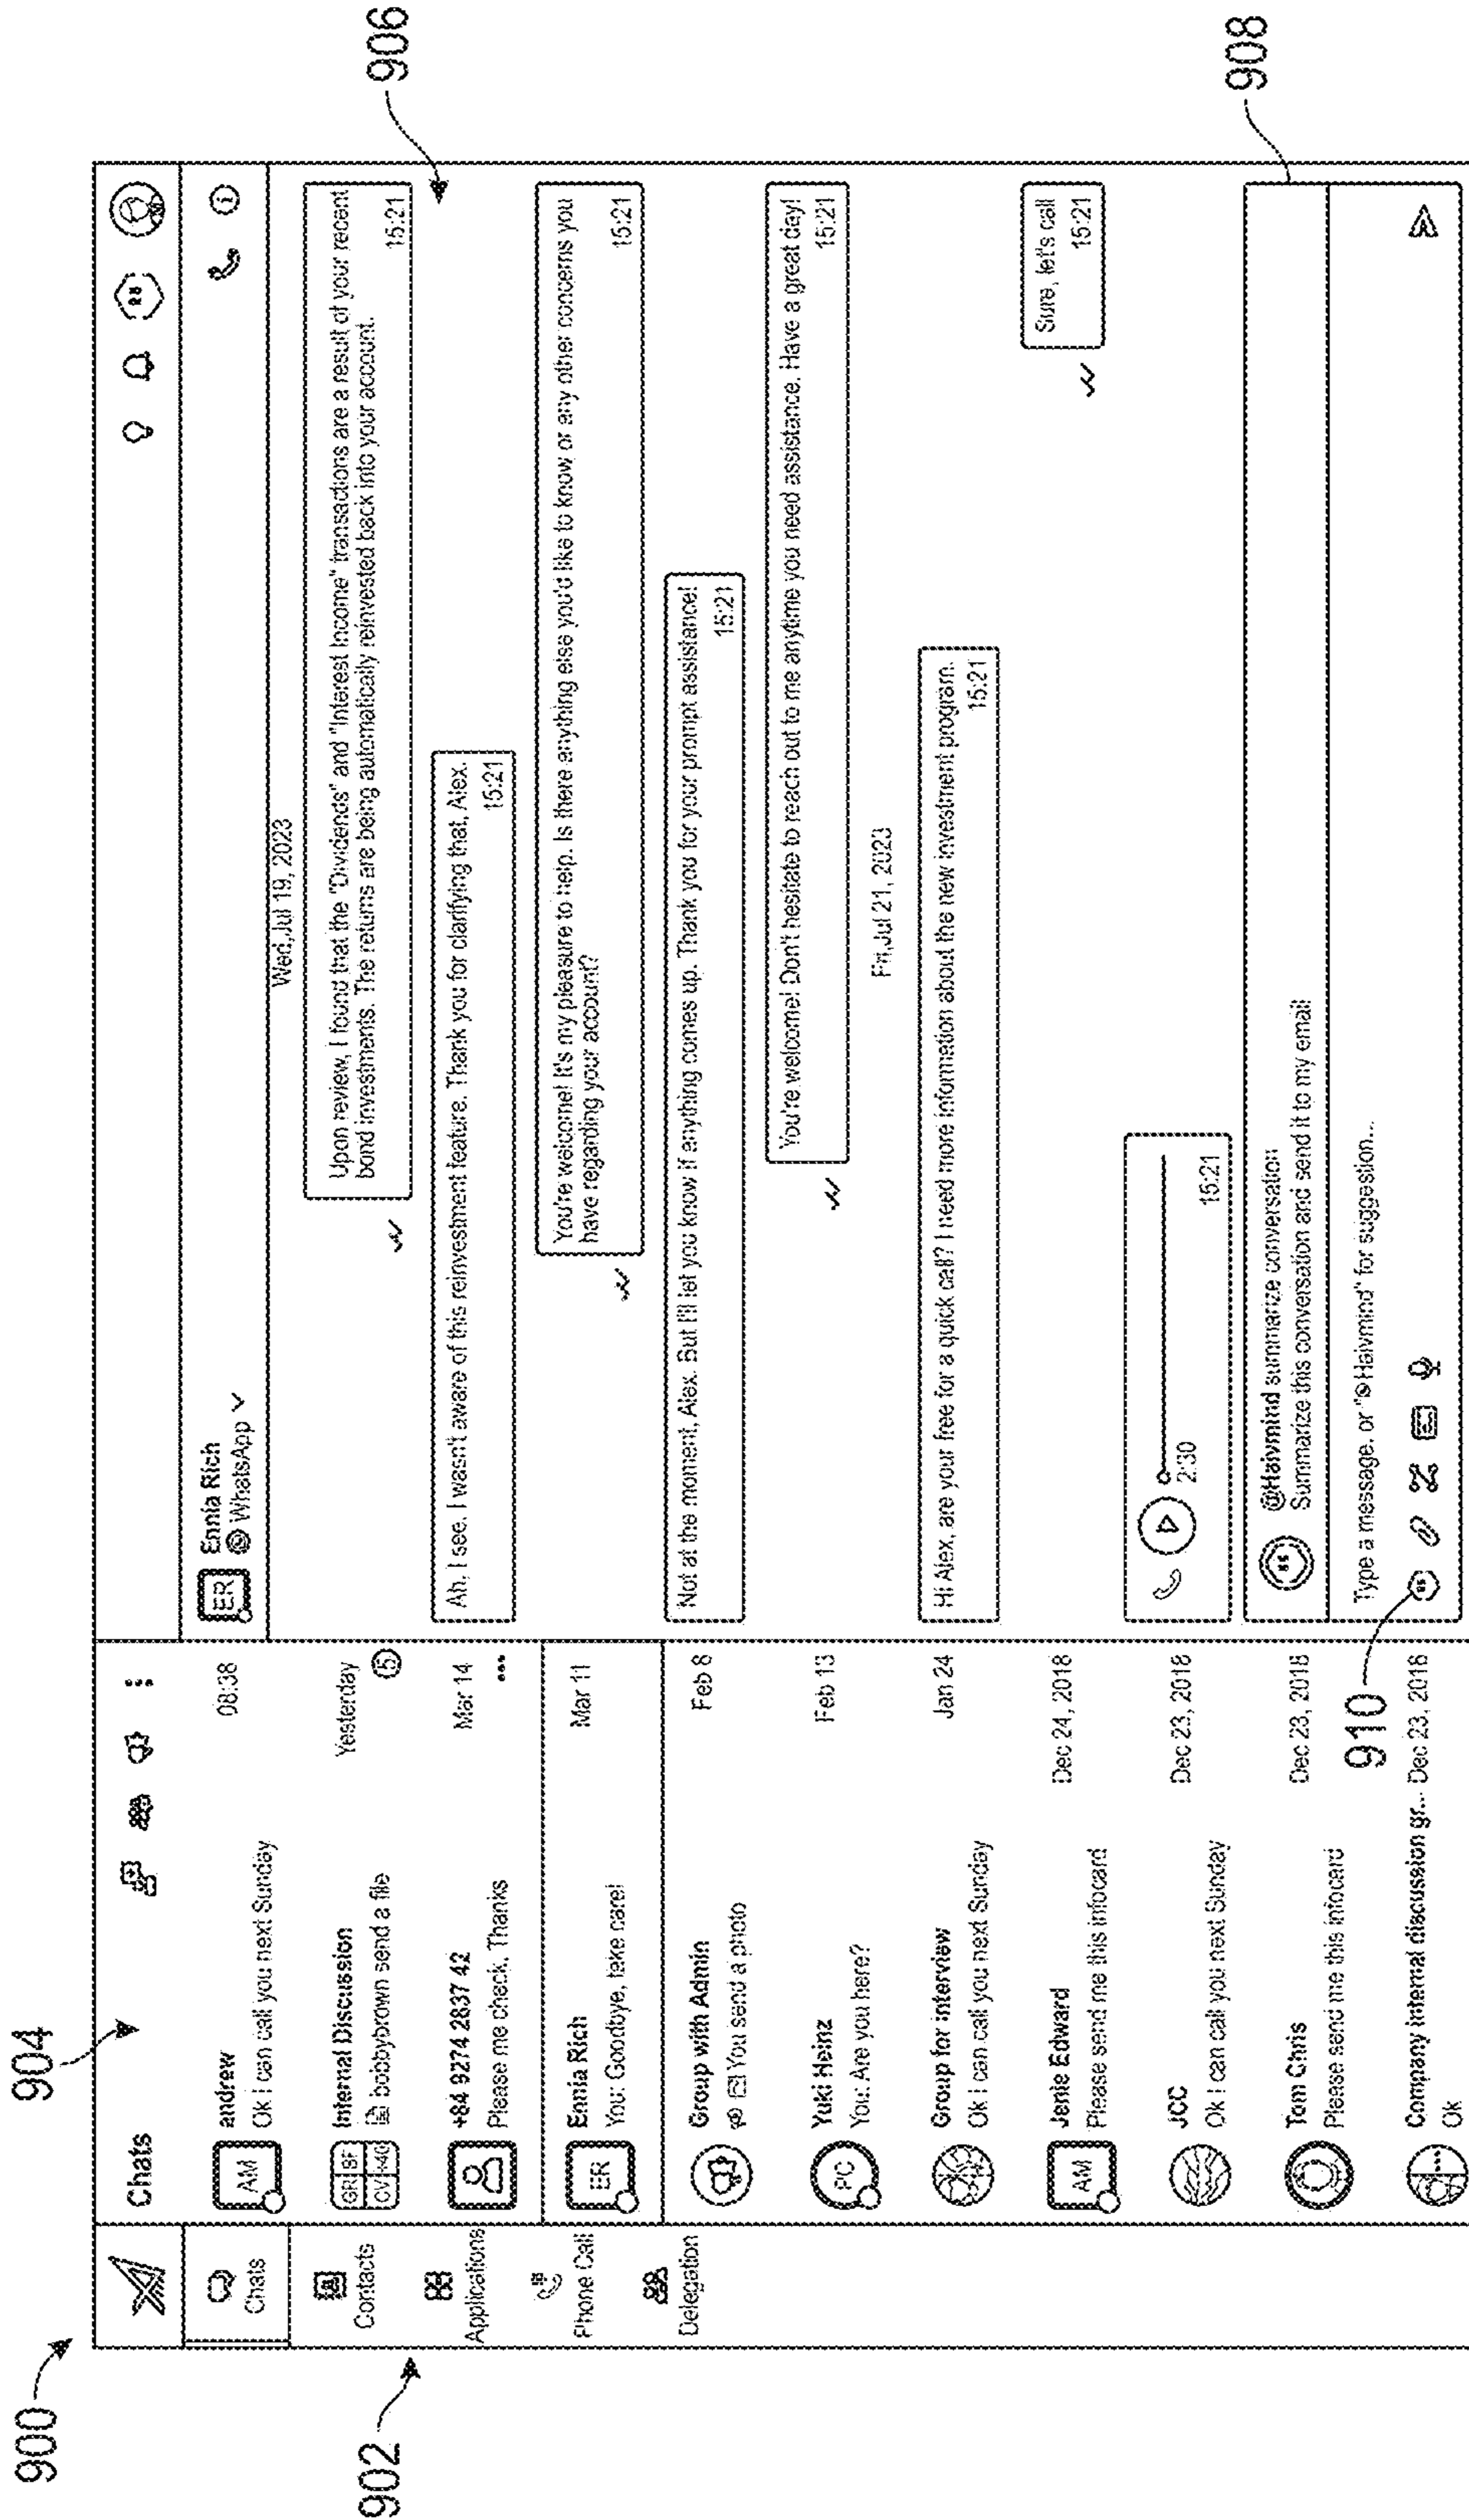 900
902
904
906
908
910
Chats
Contacts
Applications
Phone Call
Delegation
Chats
AM
andrew
08:38
Ok I can call you next Sunday
GR BF
CV +40
Internal Discussion
Yesterday
bobbybrown send a file
5
+84 9274 2837 42
Mar 14
Please me check, Thanks
ER
Ennia Rich
Mar 11
You: Goodbye, take care!
Group with Admin
Feb 8
You send a photo
PC
Yuki Heinz
Feb 13
You: Are you here?
Group for interview
Jan 24
Ok I can call you next Sunday
AM
Jenie Edward
Dec 24, 2018
Please send me this infocard
JCC
Dec 23, 2018
Ok I can call you next Sunday
Tom Chris
Dec 23, 2018
Please send me this infocard
Company internal discussion gr... Dec 23, 2018
Ok
ER
Ennia Rich
WhatsApp
Wed, Jul 19, 2023
Upon review, I found that the "Dividends" and "Interest Income" transactions are a result of your recent
bond investments. The returns are being automatically reinvested back into your account.
15:21
Ah, I see. I wasn't aware of this reinvestment feature. Thank you for clarifying that, Alex.
15:21
You're welcome! It's my pleasure to help. Is there anything else you'd like to know or any other concerns you
have regarding your account?
15:21
Not at the moment, Alex. But I'll let you know if anything comes up. Thank you for your prompt assistance!
15:21
You're welcome! Don't hesitate to reach out to me anytime you need assistance. Have a great day!
15:21
Fri, Jul 21, 2023
Hi Alex, are your free for a quick call? I need more information about the new investment program.
15:21
Sure, let's call
15:21
2:30
15:21
@Haivmind summarize conversation
Summarize this conversation and send it to my email
Type a message, or "@Haivmind" for suggestion...